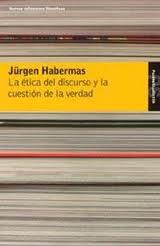 Jürgen Habermas
La ética del discurso y la
cuestión de la verdad